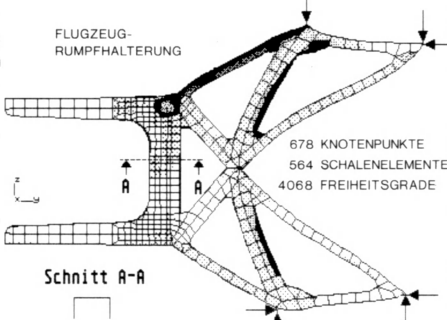 FLUGZEUG-
RUMPFHALTERUNG
678 KNOTENPUNKTE
564 SCHALENELEMENTE
4068 FREIHEITSGRADE
A A
z
x y
Schnitt A-A